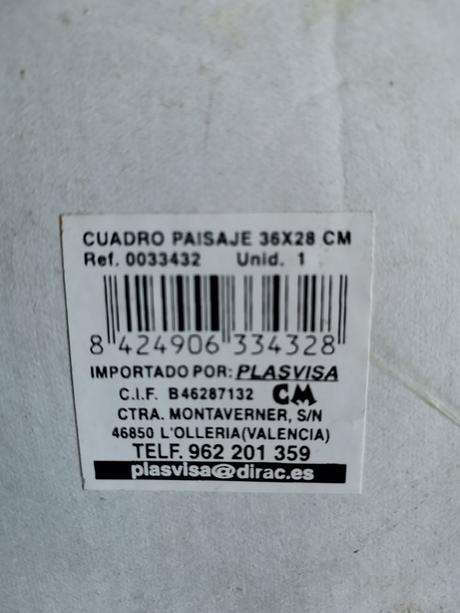 CUADRO PAISAJE 36X28 CM
Ref. 0033432 Unid. 1
8 424906 334328
IMPORTADO POR: PLASVISA
C.I.F. B46287132 CM
CTRA. MONTAVERNER, S/N
46850 L'OLLERIA(VALENCIA)
TELF. 962 201 359
plasvisa@dirac.es